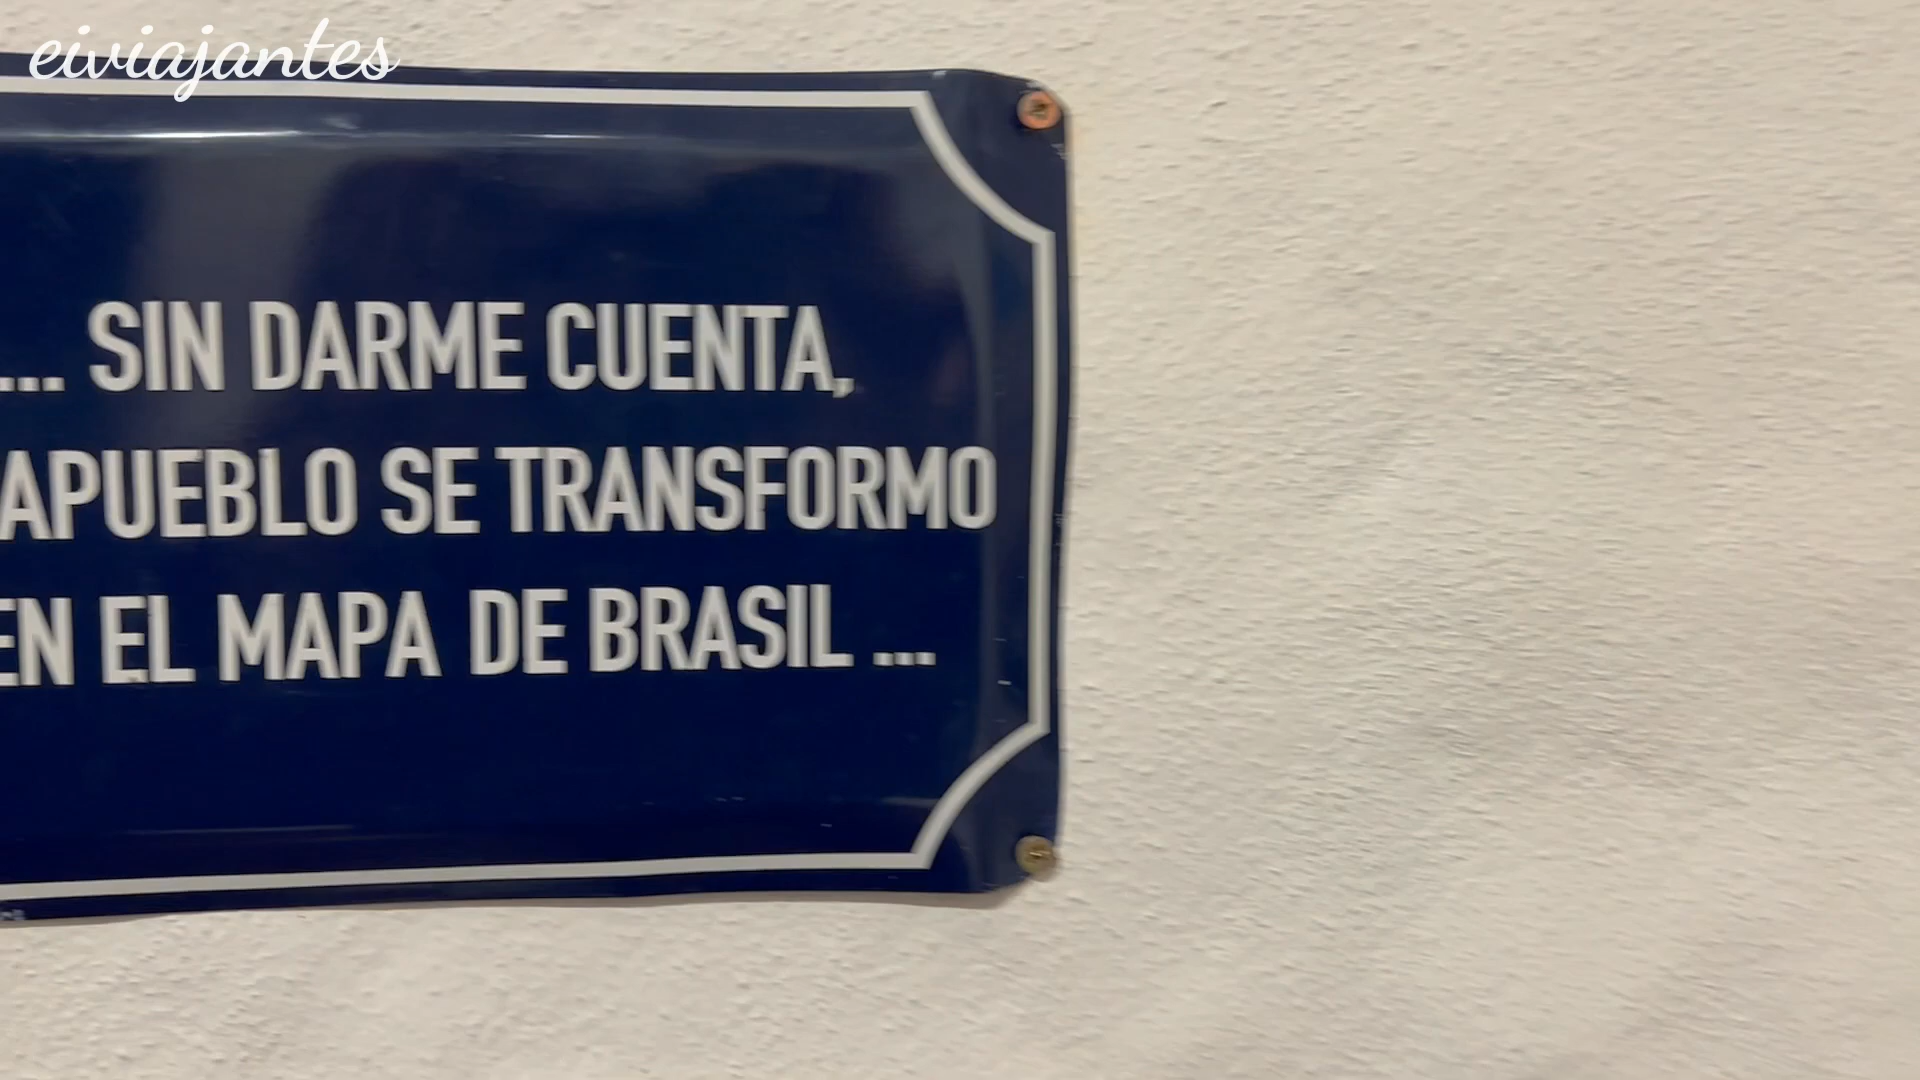 eiviajantes
... SIN DARME CUENTA,
APUEBLO SE TRANSFORMO
EN EL MAPA DE BRASIL ...